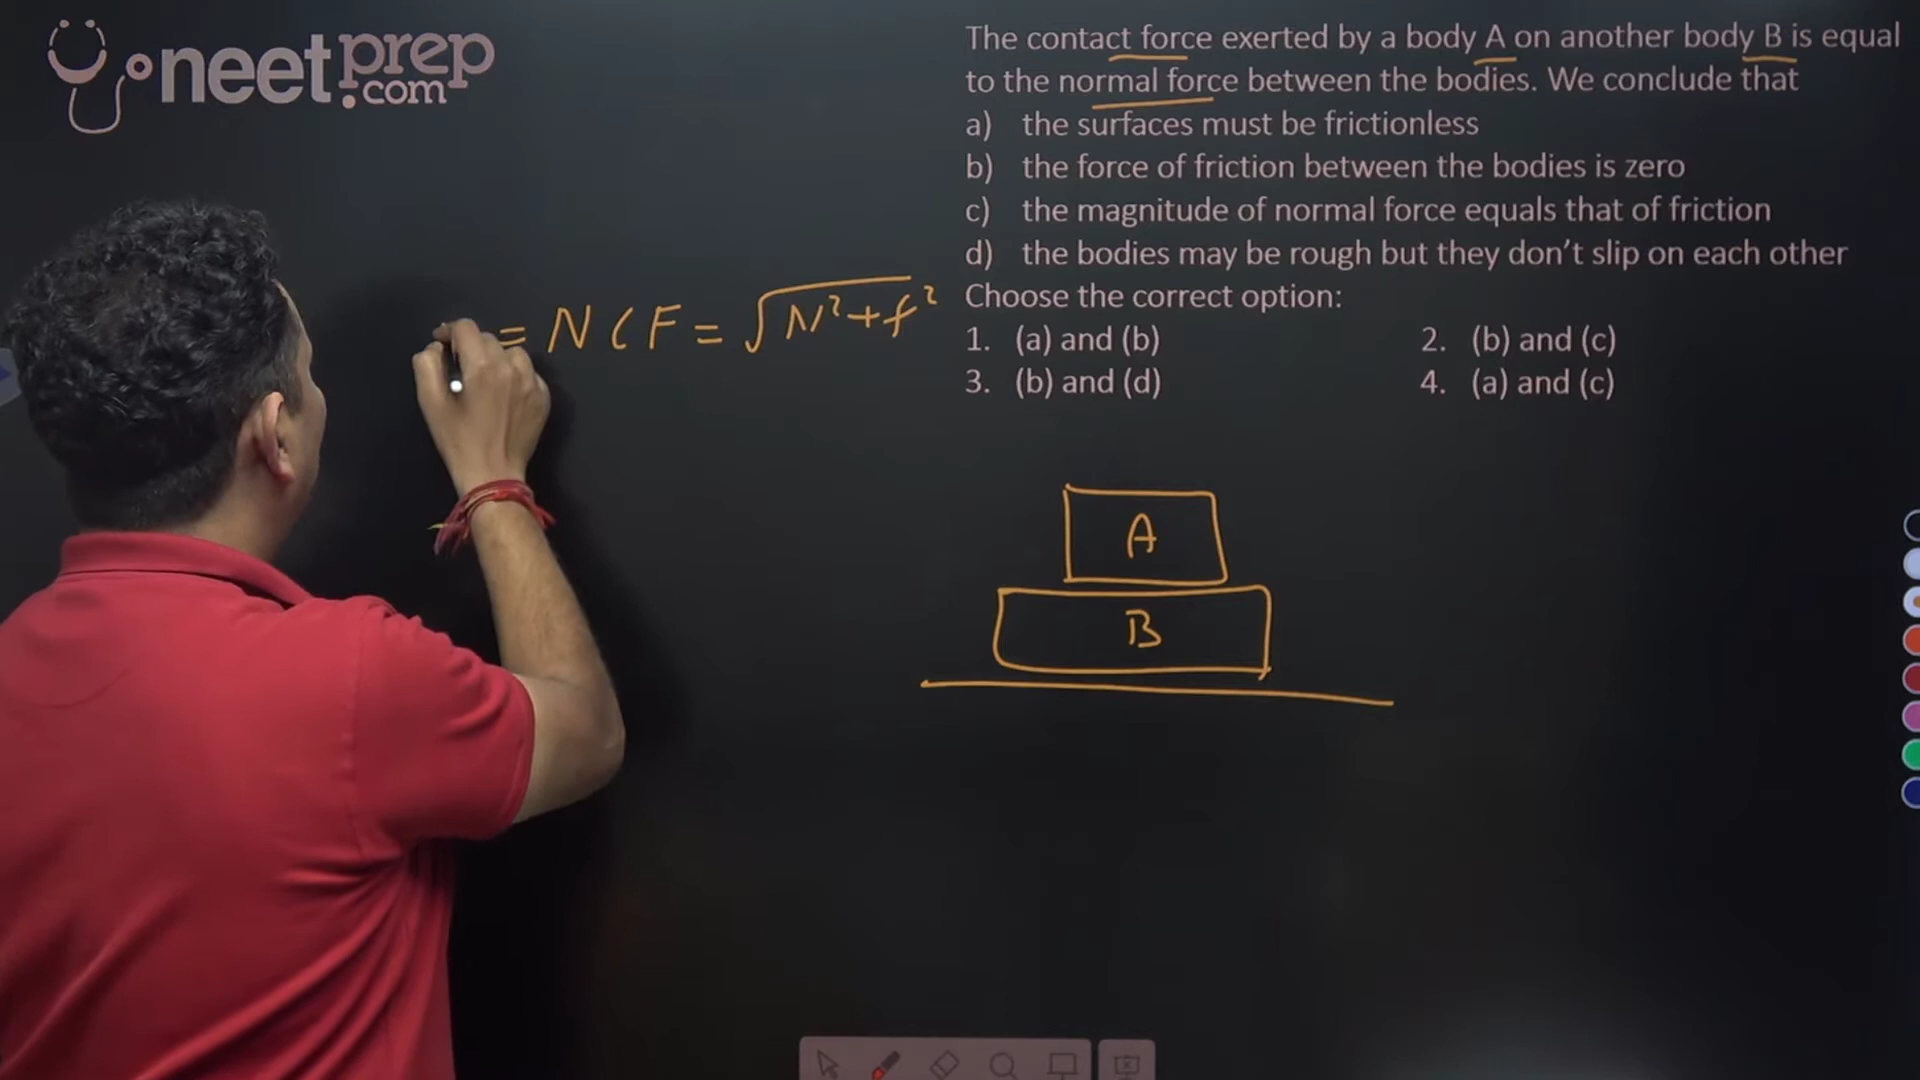 neetprep.com
The contact force exerted by a body A on another body B is equal
to the normal force between the bodies. We conclude that
a) the surfaces must be frictionless
b) the force of friction between the bodies is zero
c) the magnitude of normal force equals that of friction
d) the bodies may be rough but they don't slip on each other
Choose the correct option:
1. (a) and (b) 2. (b) and (c)
3. (b) and (d) 4. (a) and (c)
= N CF = √N²+f²
A
B